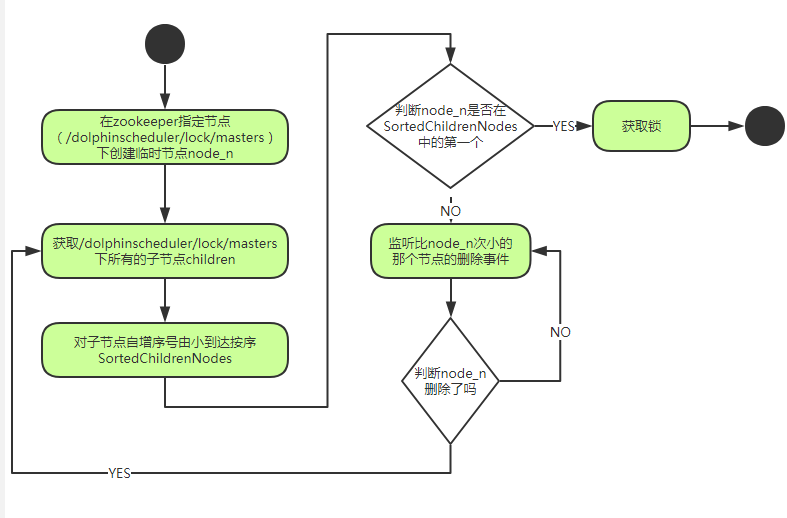 在zookeeper指定节点
（ /dolphinscheduler/lock/masters ）
下创建临时节点node_n
获取/dolphinscheduler/lock/masters
下所有的子节点children
对子节点自增序号由小到达按序
SortedChildrenNodes
判断node_n是否在
SortedChildrenNodes
中的第一个
YES
获取锁
NO
监听比node_n次小的
那个节点的删除事件
NO
判断node_n
删除了吗
YES